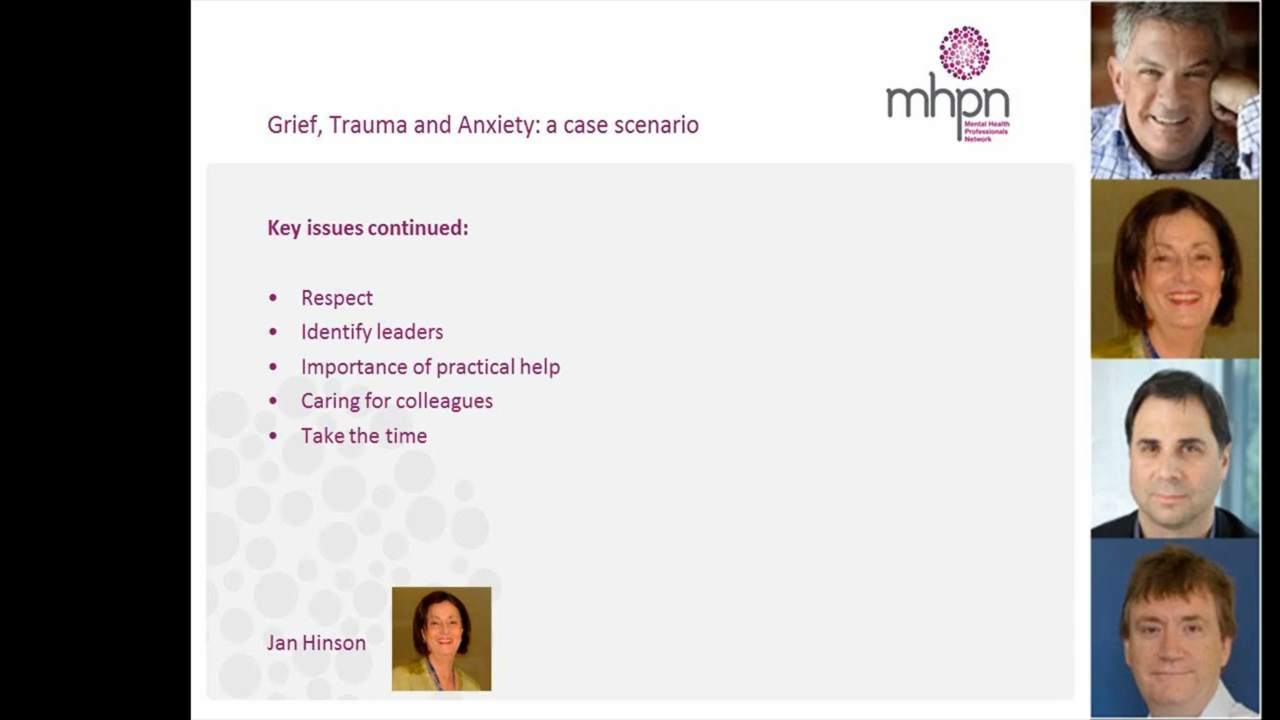 mhpn
Mental Health
Professionals
Network
Grief, Trauma and Anxiety: a case scenario
Key issues continued:
• Respect
• Identify leaders
• Importance of practical help
• Caring for colleagues
• Take the time
Jan Hinson